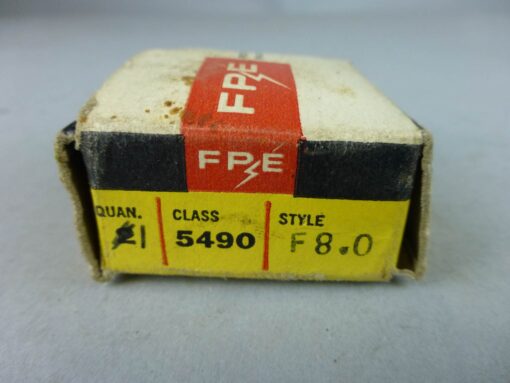 FPE
FPE
QUAN. CLASS STYLE
1 5490 F8.0